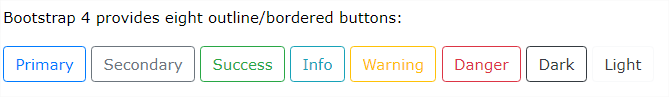 Bootstrap 4 provides eight outline/bordered buttons:
Primary Secondary Success Info Warning Danger Dark Light